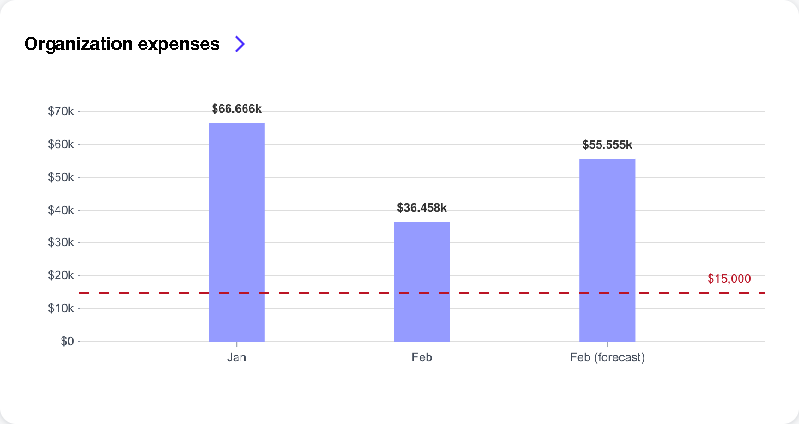 Organization expenses
$70k
$60k
$50k
$40k
$30k
$20k
$10k
$0
$66.666k
$36.458k
$55.555k
$15,000
Jan
Feb
Feb (forecast)